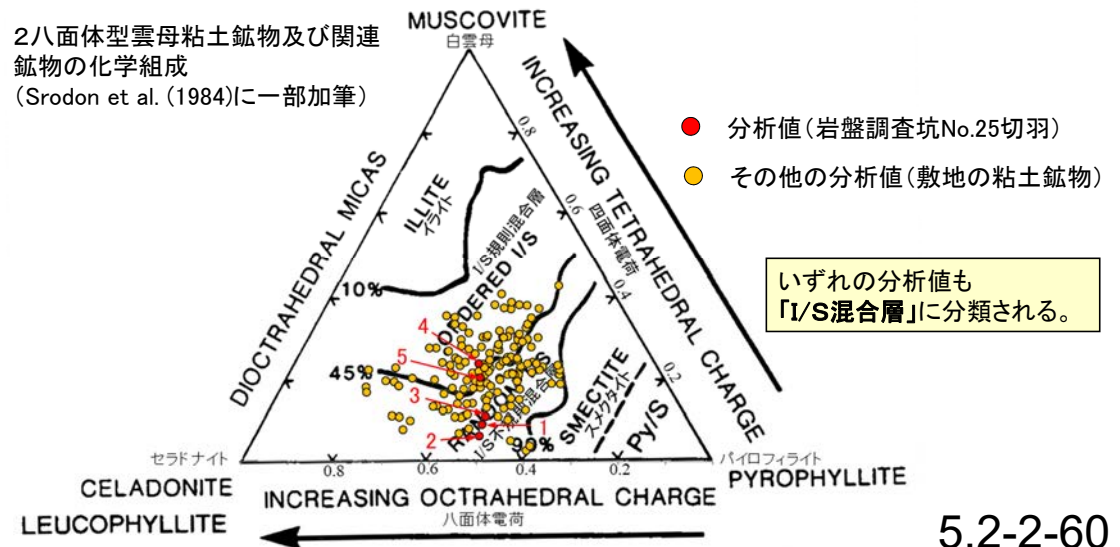 2八面体型雲母粘土鉱物及び関連
鉱物の化学組成
(Srodon et al. (1984)に一部加筆)
MUSCOVITE
白雲母
分析値(岩盤調査坑No.25切羽)
その他の分析値(敷地の粘土鉱物)
いずれの分析値も
「I/S混合層」に分類される。
DIOCTRAHEDRAL MICAS
INCREASING TETRAHEDRAL CHARGE
四面体電荷
0.8
0.6
0.4
0.2
ILLITE
イライト
I/S規則混合層
ORDERED I/S
10%
45%
90%
4
5
3
2
1
I/S不規則混合層
SMECTITE
スメクタイト
Py/S
セラドナイト
CELADONITE
LEUCOPHYLLITE
0.8
0.6
0.4
0.2
パイロフィライト
PYROPHYLLITE
INCREASING OCTRAHEDRAL CHARGE
八面体電荷
5.2-2-60